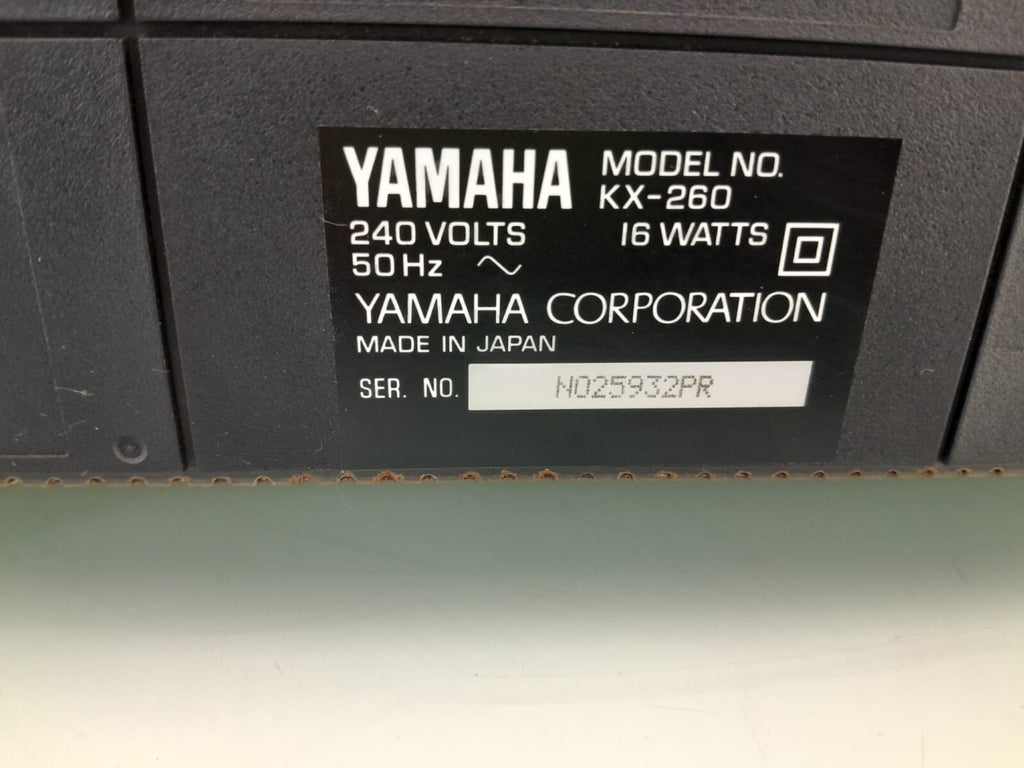 YAMAHA MODEL NO.
KX-260
240 VOLTS 16 WATTS
50 Hz
YAMAHA CORPORATION
MADE IN JAPAN
SER. NO. N025932PR